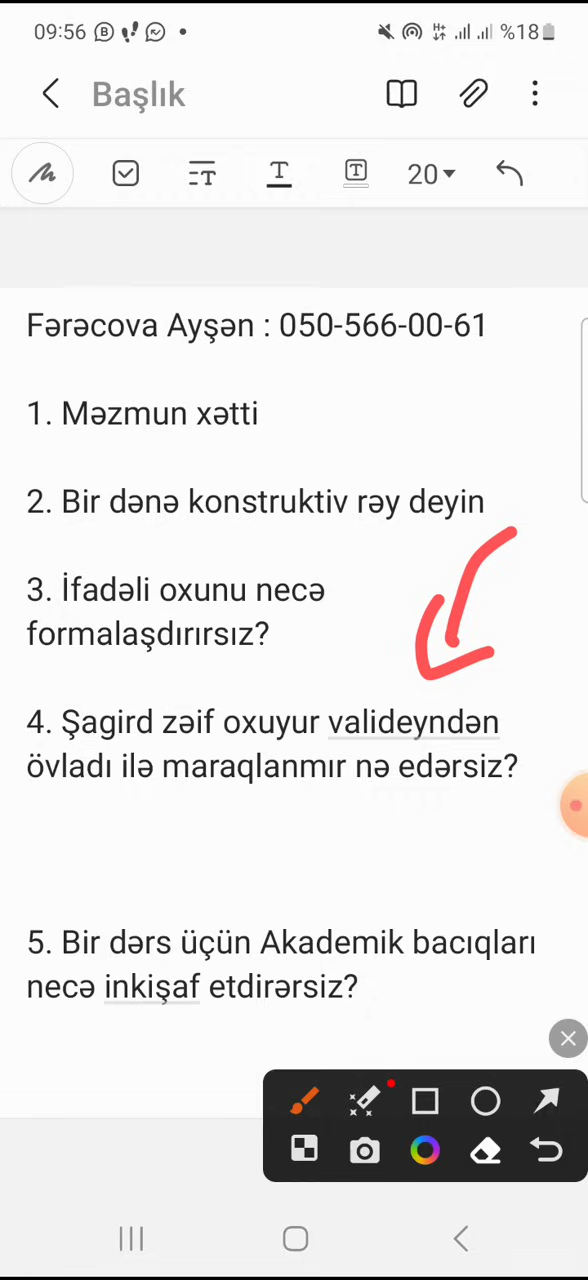 09:56 %18
Başlık
20
Fərəcova Ayşən : 050-566-00-61
1. Məzmun xətti
2. Bir dənə konstruktiv rəy deyin
3. İfadəli oxunu necə
formalaşdırırsız?
4. Şagird zəif oxuyur valideyndən
övladı ilə maraqlanmır nə edərsiz?
5. Bir dərs üçün Akademik bacıqları
necə inkişaf etdirərsiz?